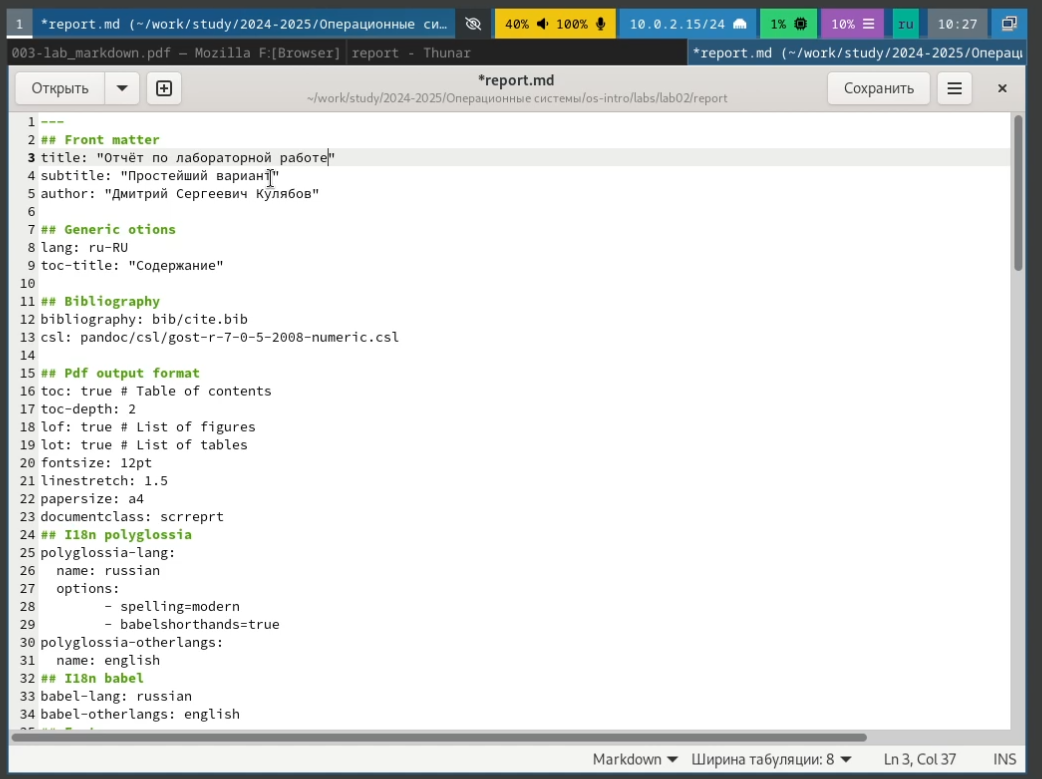 1 *report.md (~/work/study/2024-2025/Операционные си… 40% 100% 10.0.2.15/24 1% 10% ru 10:27
003-lab_markdown.pdf — Mozilla F:[Browser] report - Thunar *report.md (~/work/study/2024-2025/Операци
Открыть *report.md Сохранить
~/work/study/2024-2025/Операционные системы/os-intro/labs/lab02/report
1 ---
2 ## Front matter
3 title: "Отчёт по лабораторной работе"
4 subtitle: "Простейший вариант"
5 author: "Дмитрий Сергеевич Кулябов"
6
7 ## Generic otions
8 lang: ru-RU
9 toc-title: "Содержание"
10
11 ## Bibliography
12 bibliography: bib/cite.bib
13 csl: pandoc/csl/gost-r-7-0-5-2008-numeric.csl
14
15 ## Pdf output format
16 toc: true # Table of contents
17 toc-depth: 2
18 lof: true # List of figures
19 lot: true # List of tables
20 fontsize: 12pt
21 linestretch: 1.5
22 papersize: a4
23 documentclass: scrreprt
24 ## I18n polyglossia
25 polyglossia-lang:
26 name: russian
27 options:
28 - spelling=modern
29 - babelshorthands=true
30 polyglossia-otherlangs:
31 name: english
32 ## I18n babel
33 babel-lang: russian
34 babel-otherlangs: english
Markdown Ширина табуляции: 8 Ln 3, Col 37 INS